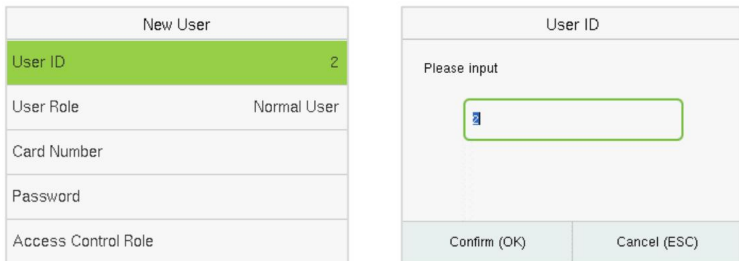 New User
User ID 2
User Role Normal User
Card Number
Password
Access Control Role
User ID
Please input
2
Confirm (OK) Cancel (ESC)